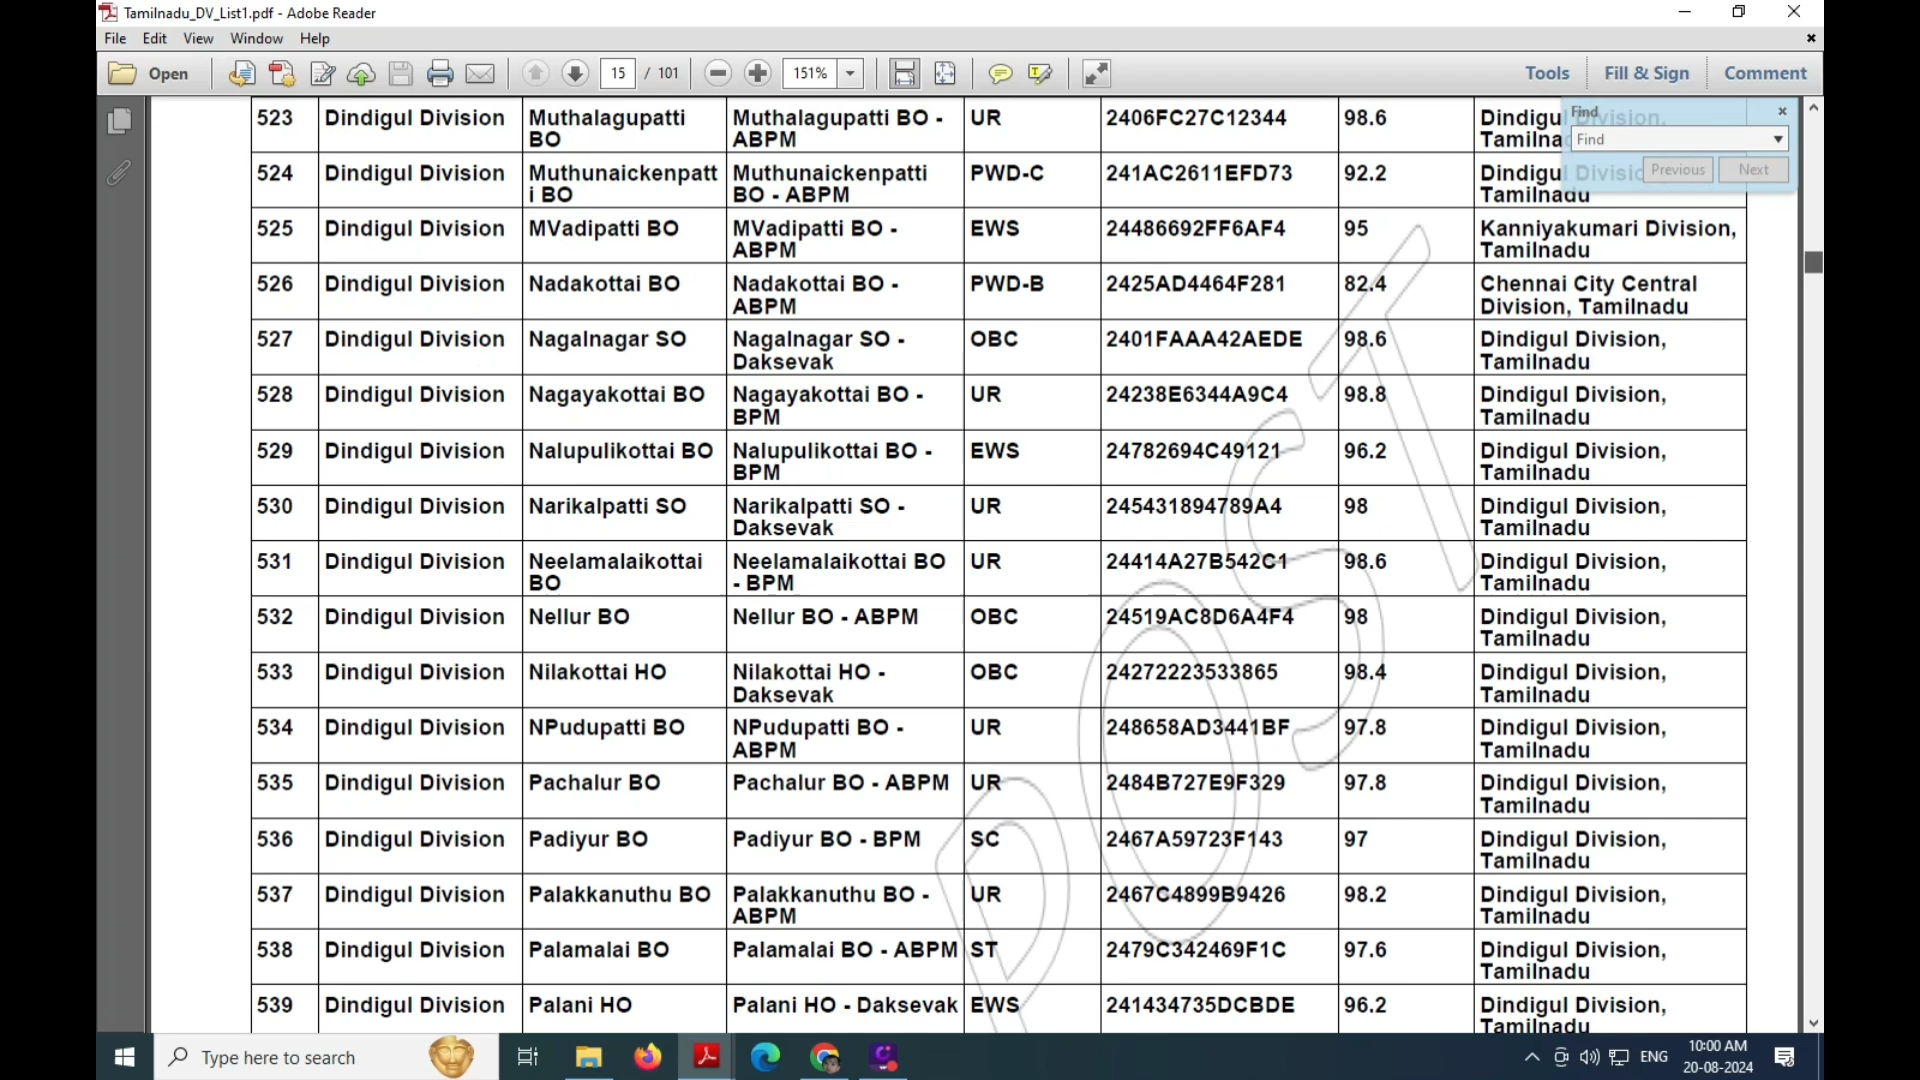 Tamilnadu_DV_List1.pdf - Adobe Reader
File Edit View Window Help
Open 15 / 101 151% Tools Fill & Sign Comment
Find
Find
Previous Next
523 Dindigul Division Muthalagupatti BO Muthalagupatti BO - ABPM UR 2406FC27C12344 98.6 Dindigul Division, Tamilnadu
524 Dindigul Division Muthunaickenpatti BO Muthunaickenpatti BO - ABPM PWD-C 241AC2611EFD73 92.2 Dindigul Division, Tamilnadu
525 Dindigul Division MVadipatti BO MVadipatti BO - ABPM EWS 24486692FF6AF4 95 Kanniyakumari Division, Tamilnadu
526 Dindigul Division Nadakottai BO Nadakottai BO - ABPM PWD-B 2425AD4464F281 82.4 Chennai City Central Division, Tamilnadu
527 Dindigul Division Nagalnagar SO Nagalnagar SO - Daksevak OBC 2401FAAA42AEDE 98.6 Dindigul Division, Tamilnadu
528 Dindigul Division Nagayakottai BO Nagayakottai BO - BPM UR 24238E6344A9C4 98.8 Dindigul Division, Tamilnadu
529 Dindigul Division Nalupulikottai BO Nalupulikottai BO - BPM EWS 24782694C49121 96.2 Dindigul Division, Tamilnadu
530 Dindigul Division Narikalpatti SO Narikalpatti SO - Daksevak UR 245431894789A4 98 Dindigul Division, Tamilnadu
531 Dindigul Division Neelamalaikottai BO Neelamalaikottai BO - BPM UR 24414A27B542C1 98.6 Dindigul Division, Tamilnadu
532 Dindigul Division Nellur BO Nellur BO - ABPM OBC 24519AC8D6A4F4 98 Dindigul Division, Tamilnadu
533 Dindigul Division Nilakottai HO Nilakottai HO - Daksevak OBC 24272223533865 98.4 Dindigul Division, Tamilnadu
534 Dindigul Division NPudupatti BO NPudupatti BO - ABPM UR 248658AD3441BF 97.8 Dindigul Division, Tamilnadu
535 Dindigul Division Pachalur BO Pachalur BO - ABPM UR 2484B727E9F329 97.8 Dindigul Division, Tamilnadu
536 Dindigul Division Padiyur BO Padiyur BO - BPM SC 2467A59723F143 97 Dindigul Division, Tamilnadu
537 Dindigul Division Palakkanuthu BO Palakkanuthu BO - ABPM UR 2467C4899B9426 98.2 Dindigul Division, Tamilnadu
538 Dindigul Division Palamalai BO Palamalai BO - ABPM ST 2479C342469F1C 97.6 Dindigul Division, Tamilnadu
539 Dindigul Division Palani HO Palani HO - Daksevak EWS 241434735DCBDE 96.2 Dindigul Division, Tamilnadu
POST
Type here to search
ENG
10:00 AM
20-08-2024